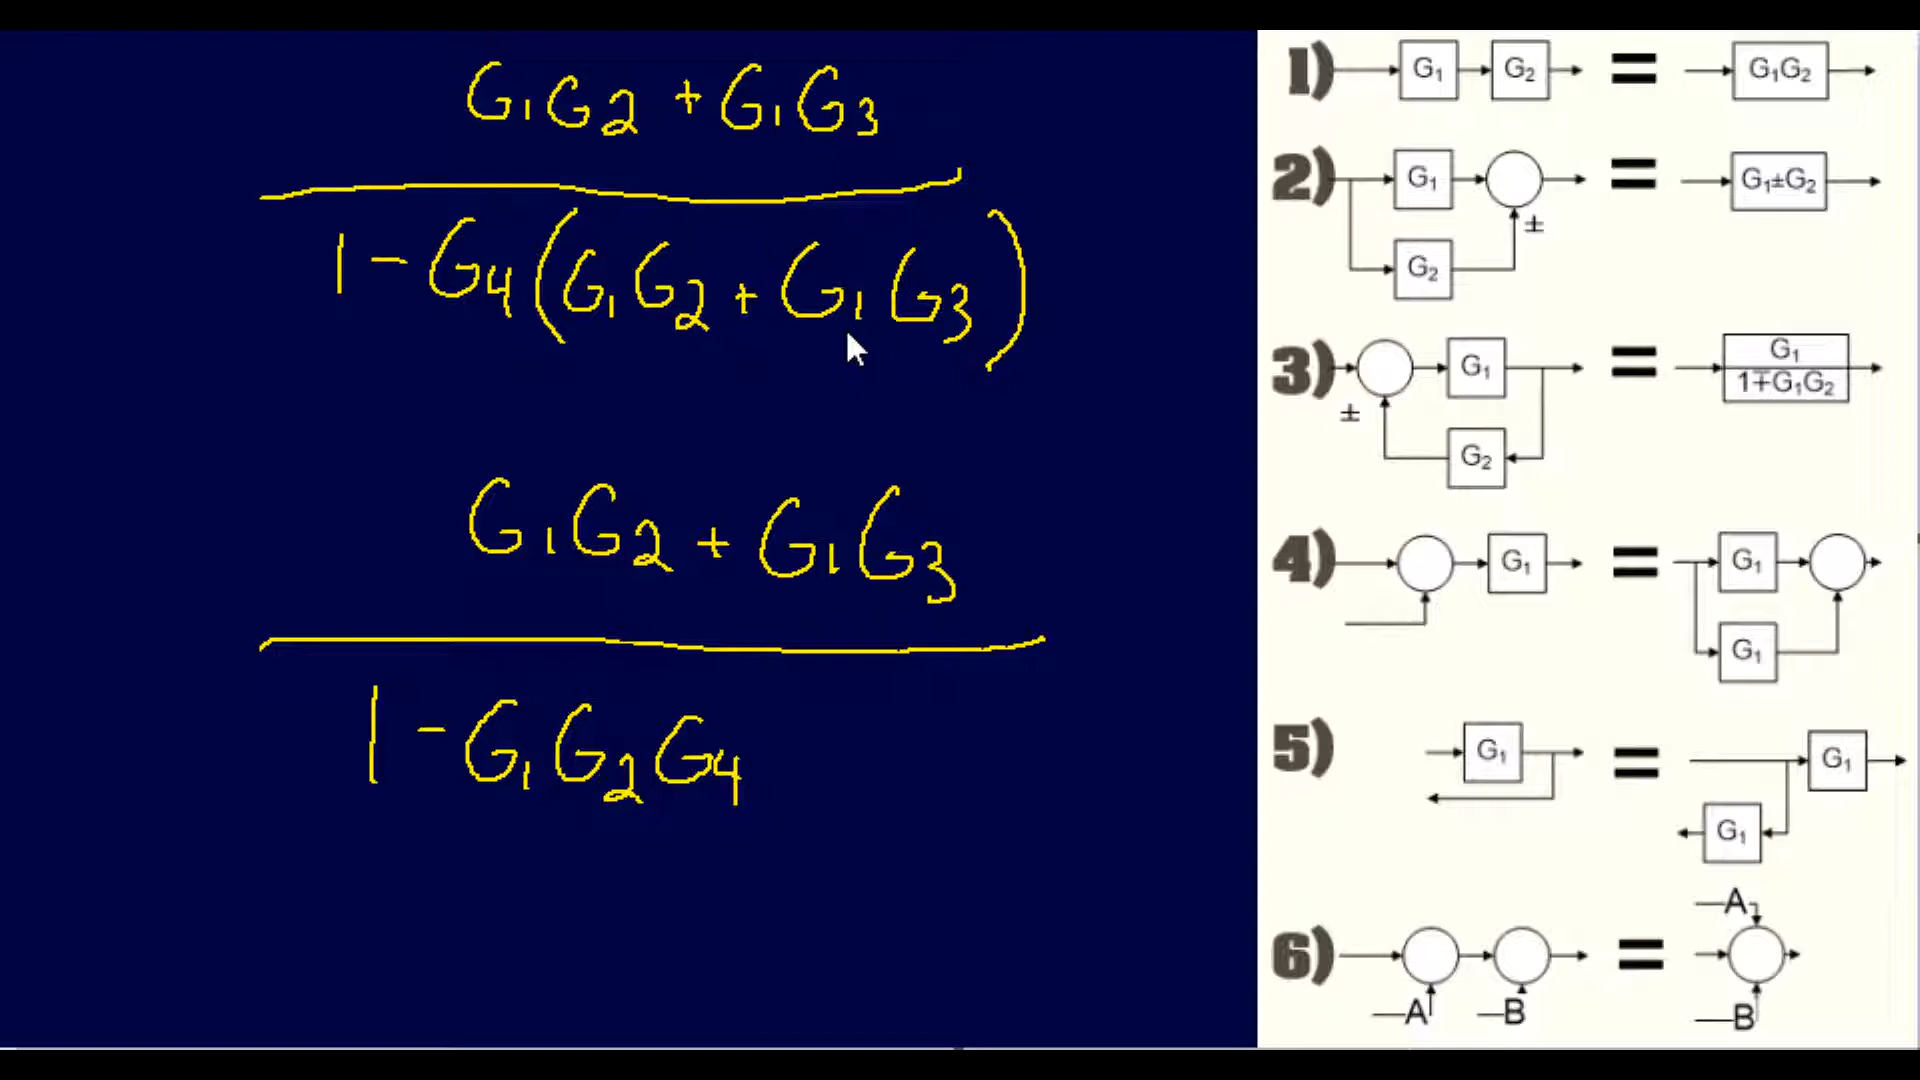 G1G2 + G1G3
1 - G4(G1G2 + G1G3)
G1G2 + G1G3
1 - G1G2G4
1) G₁ G₂ = G₁G₂
2) G₁ = G₁±G₂
±
G₂
3) G₁ = G₁
1∓G₁G₂
±
G₂
4) G₁ = G₁
G₁
5) G₁ = G₁
G₁
A
6) =
A B B